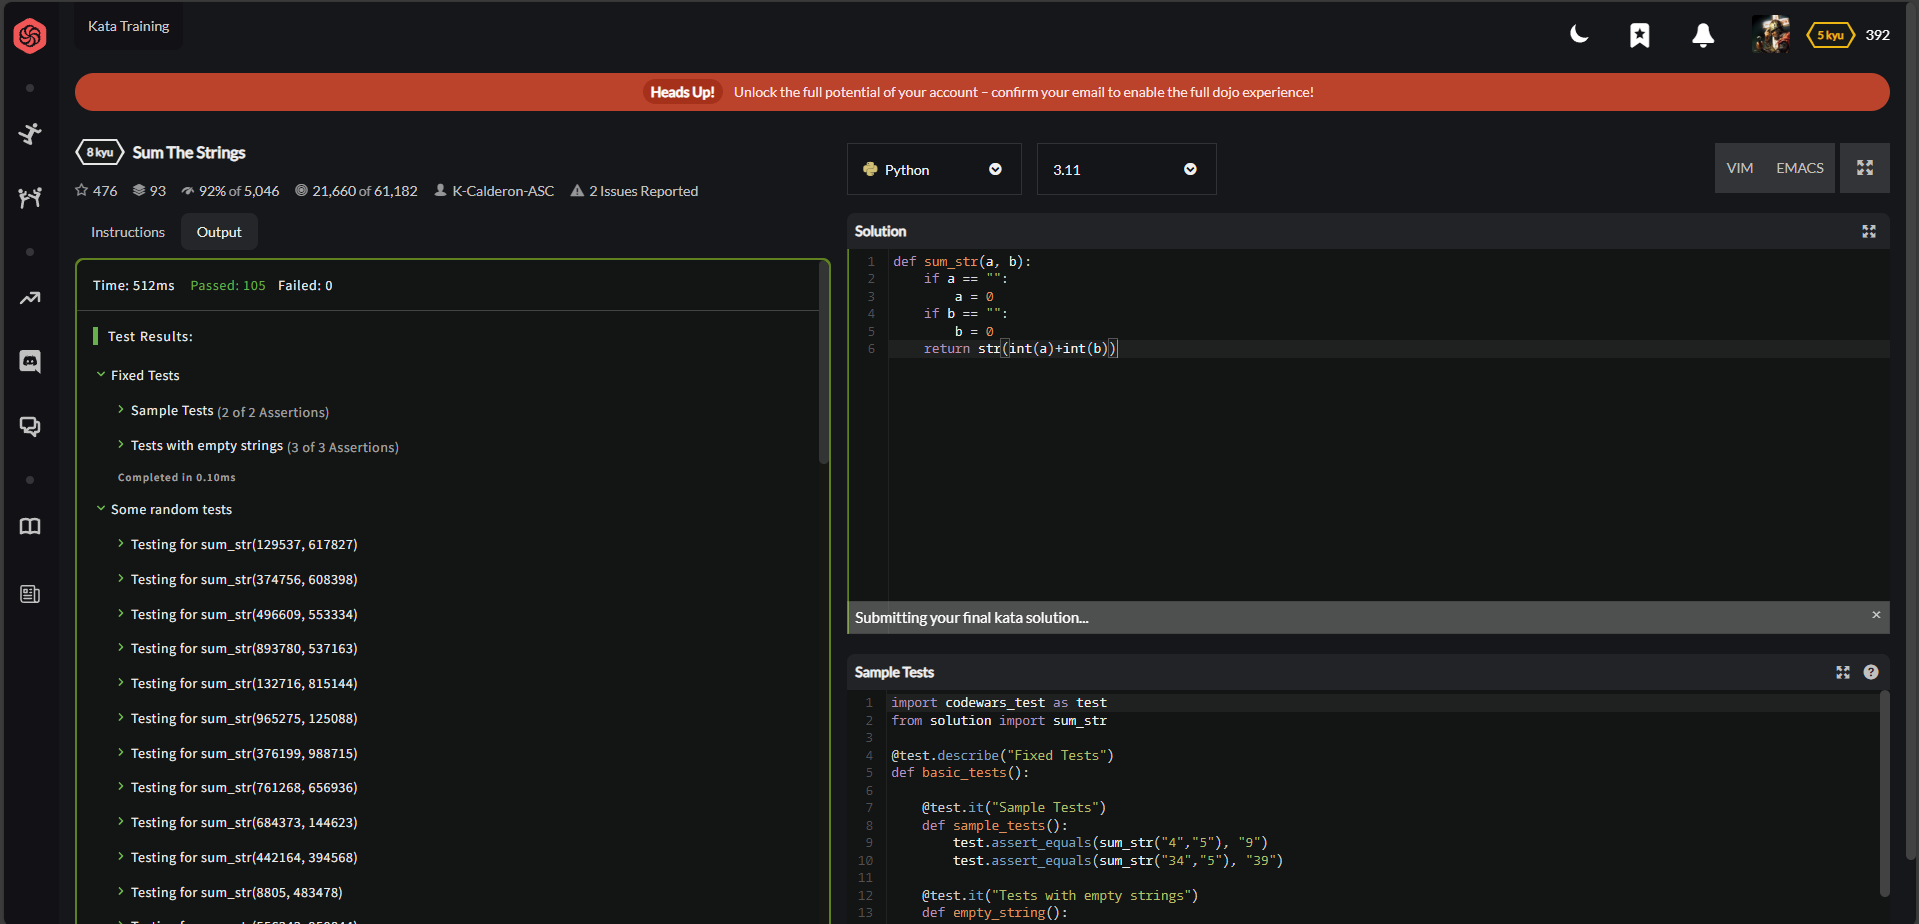 Kata Training
5 kyu 392
Heads Up! Unlock the full potential of your account – confirm your email to enable the full dojo experience!
8 kyu Sum The Strings
476 93 92% of 5,046 21,660 of 61,182 K-Calderon-ASC 2 Issues Reported
Instructions Output
Time: 512ms Passed: 105 Failed: 0
Test Results:
Fixed Tests
Sample Tests (2 of 2 Assertions)
Tests with empty strings (3 of 3 Assertions)
Completed in 0.10ms
Some random tests
Testing for sum_str(129537, 617827)
Testing for sum_str(374756, 608398)
Testing for sum_str(496609, 553334)
Testing for sum_str(893780, 537163)
Testing for sum_str(132716, 815144)
Testing for sum_str(965275, 125088)
Testing for sum_str(376199, 988715)
Testing for sum_str(761268, 656936)
Testing for sum_str(684373, 144623)
Testing for sum_str(442164, 394568)
Testing for sum_str(8805, 483478)
Python 3.11 VIM EMACS
Solution
1 def sum_str(a, b):
2 if a == "":
3 a = 0
4 if b == "":
5 b = 0
6 return str(int(a)+int(b))
Submitting your final kata solution... ×
Sample Tests ?
1 import codewars_test as test
2 from solution import sum_str
3
4 @test.describe("Fixed Tests")
5 def basic_tests():
6
7 @test.it("Sample Tests")
8 def sample_tests():
9 test.assert_equals(sum_str("4","5"), "9")
10 test.assert_equals(sum_str("34","5"), "39")
11
12 @test.it("Tests with empty strings")
13 def empty_string():